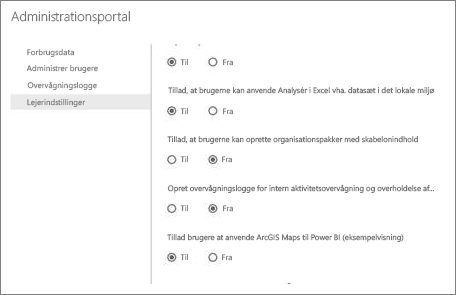 Administrationsportal
Forbrugsdata
Administrer brugere
Overvågningslogge
Lejerindstillinger
Til Fra
Tillad, at brugerne kan anvende Analysér i Excel vha. datasæt i det lokale miljø
Til Fra
Tillad, at brugerne kan oprette organisationspakker med skabelonindhold
Til Fra
Opret overvågningslogge for intern aktivitetsovervågning og overholdelse af...
Til Fra
Tillad brugere at anvende ArcGIS Maps til Power BI (eksempelvisning)
Til Fra